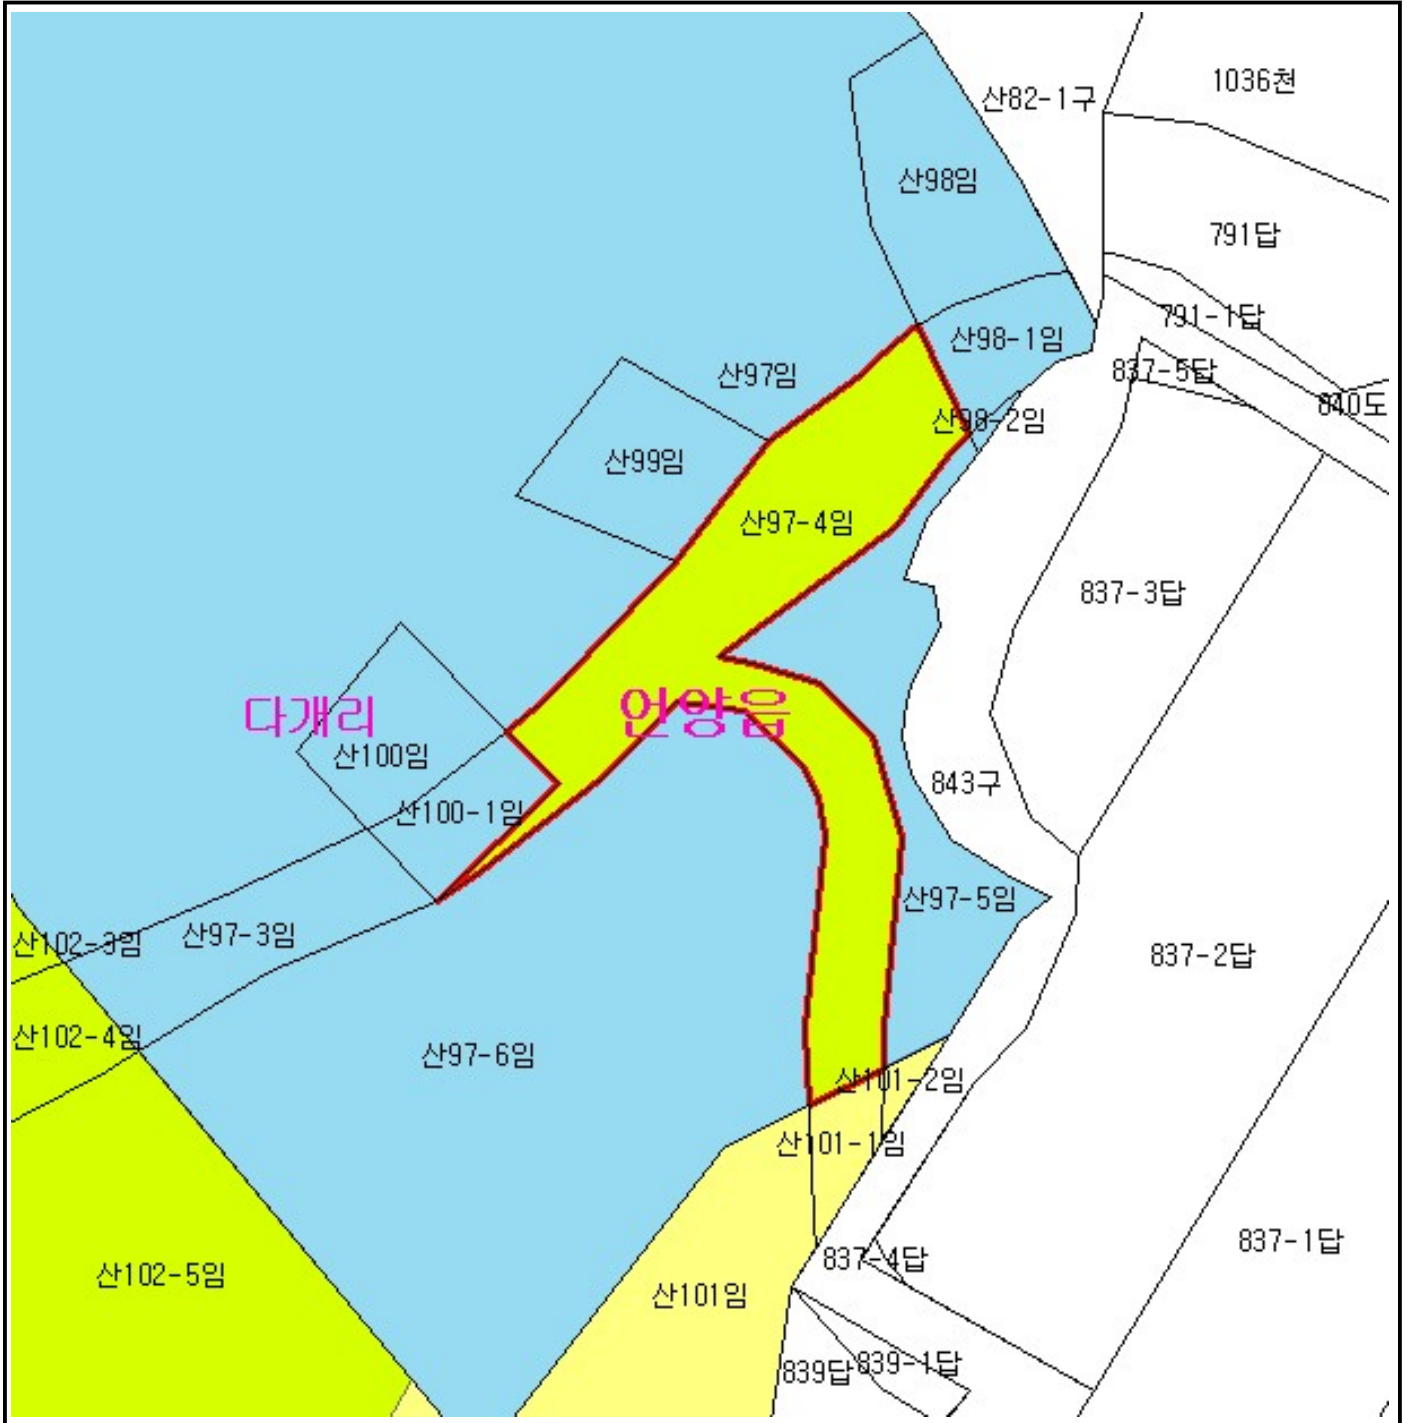 1036천
산82-1구
산98임
791답
791-1답
산98-1임
837-5답
산97임
840도
산98-2임
산99임
산97-4임
837-3답
다개리
언양읍
산100임
843구
산100-1임
산97-5임
산97-3임
산102-3임
837-2답
산102-4임
산97-6임
산101-2임
산101-1임
837-1답
837-4답
산102-5임
산101임
839-1답
839답